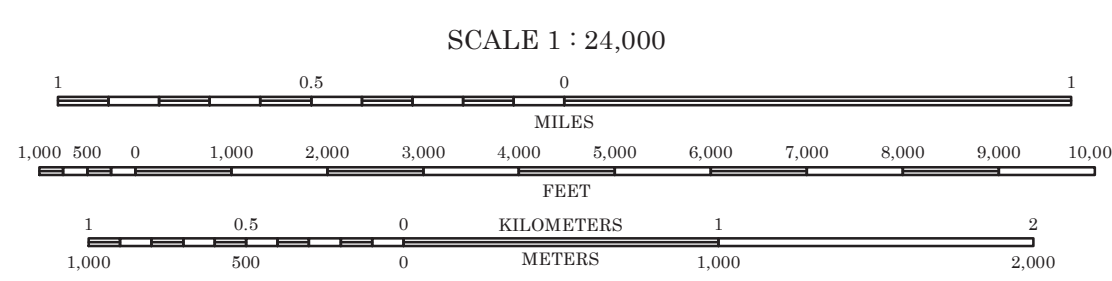 SCALE 1 : 24,000
1 0.5 0 1
MILES
1,000 500 0 1,000 2,000 3,000 4,000 5,000 6,000 7,000 8,000 9,000 10,00
FEET
1 0.5 0 KILOMETERS 1 2
1,000 500 0 METERS 1,000 2,000